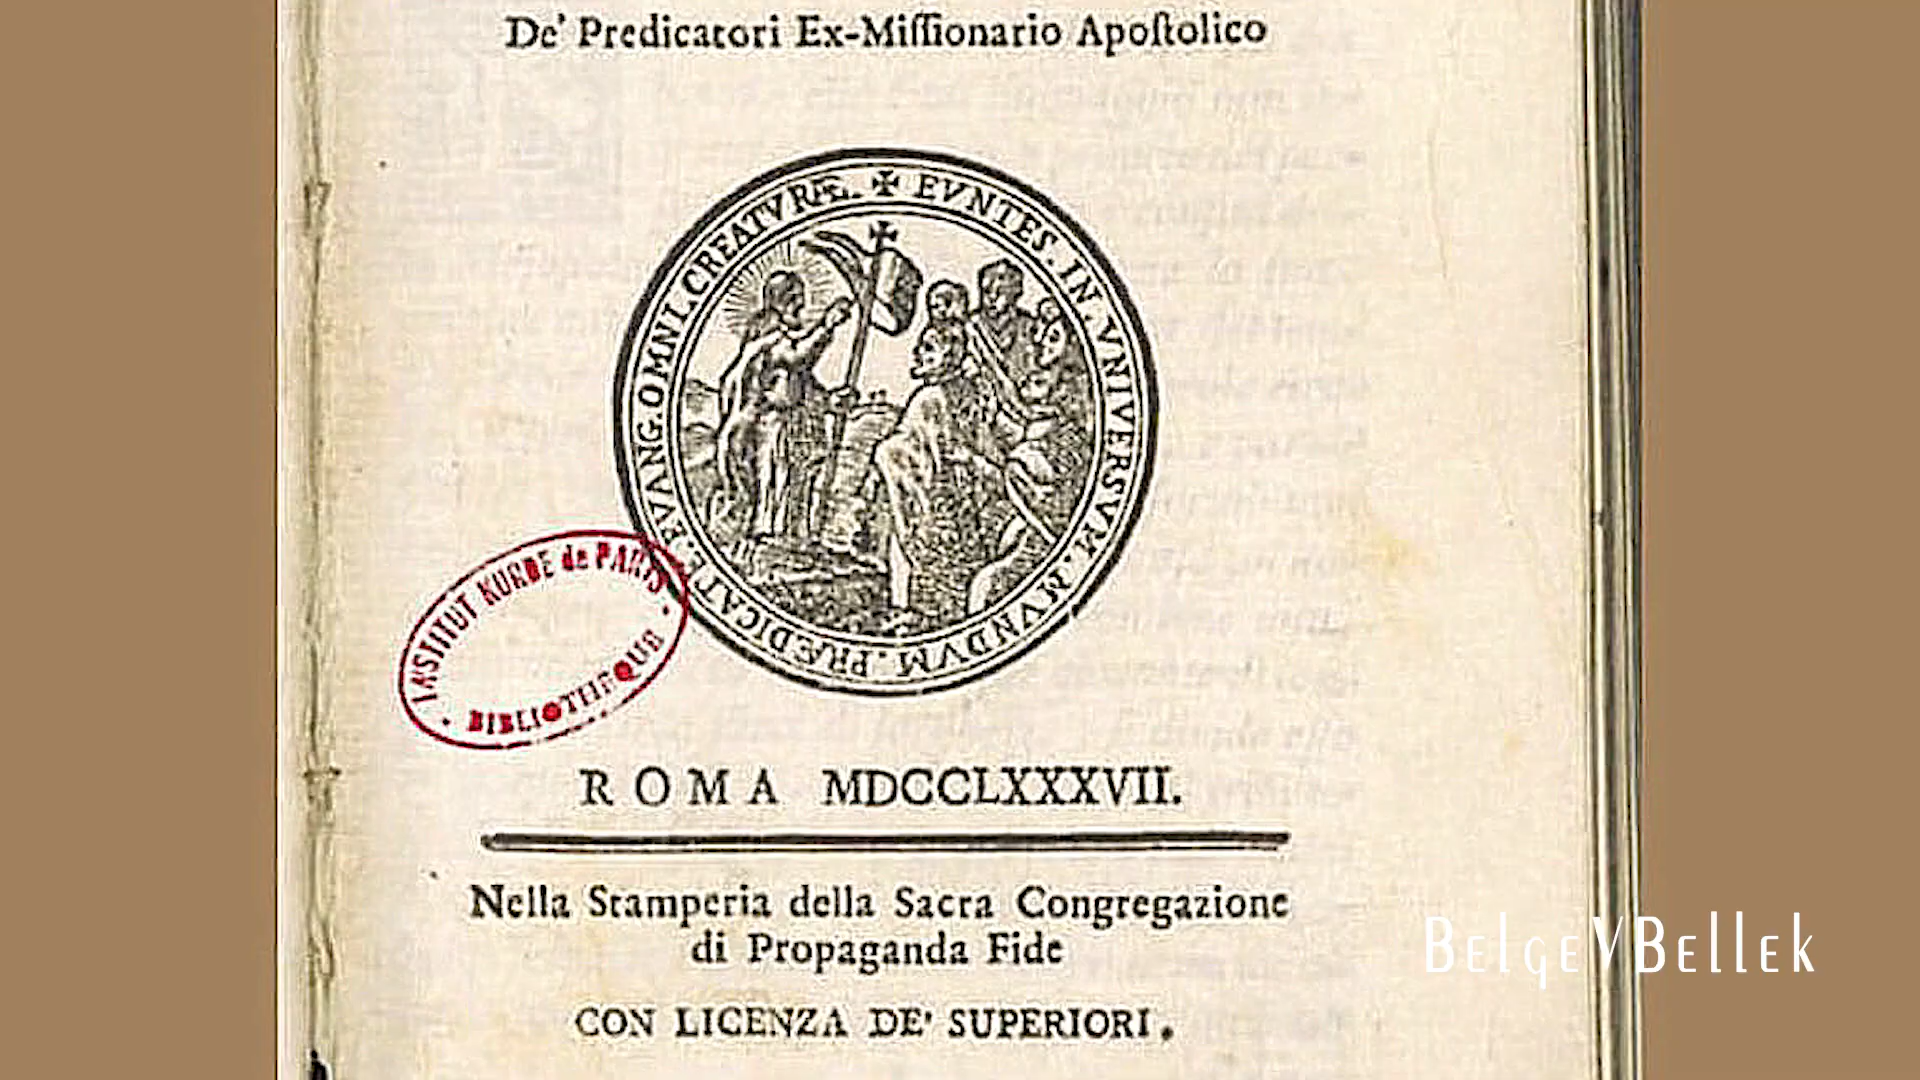 De' Predicatori Ex-Miſſionario Apoſtolico
✠ EVNTES. IN. VNIVERSVM. MVNDVM. PRÆDICATE. EVANG. OMNI. CREATVRÆ.
INSTITUT KURDE de PARIS
BIBLIOTHEQUE
ROMA MDCCLXXXVII.
Nella Stamperia della Sacra Congregazione
di Propaganda Fide
CON LICENZA DE' SUPERIORI.
BelgeVBellek